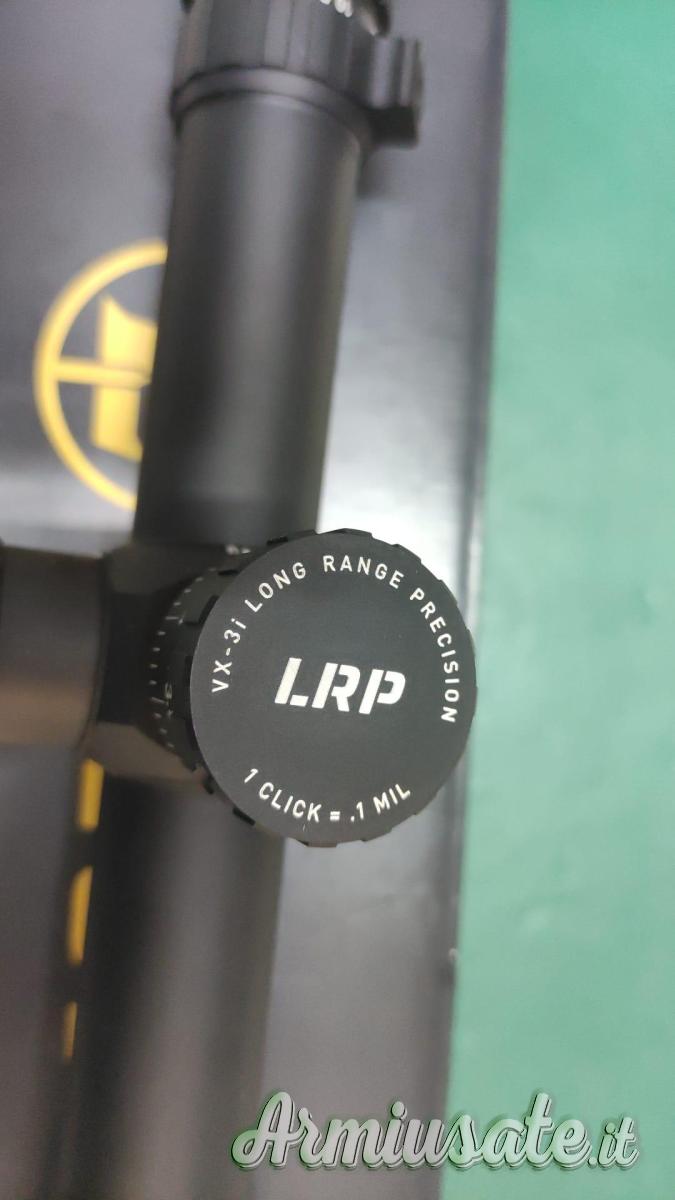 VX-3i LONG RANGE PRECISION
LRP
1 CLICK = .1 MIL
Armiusate.it